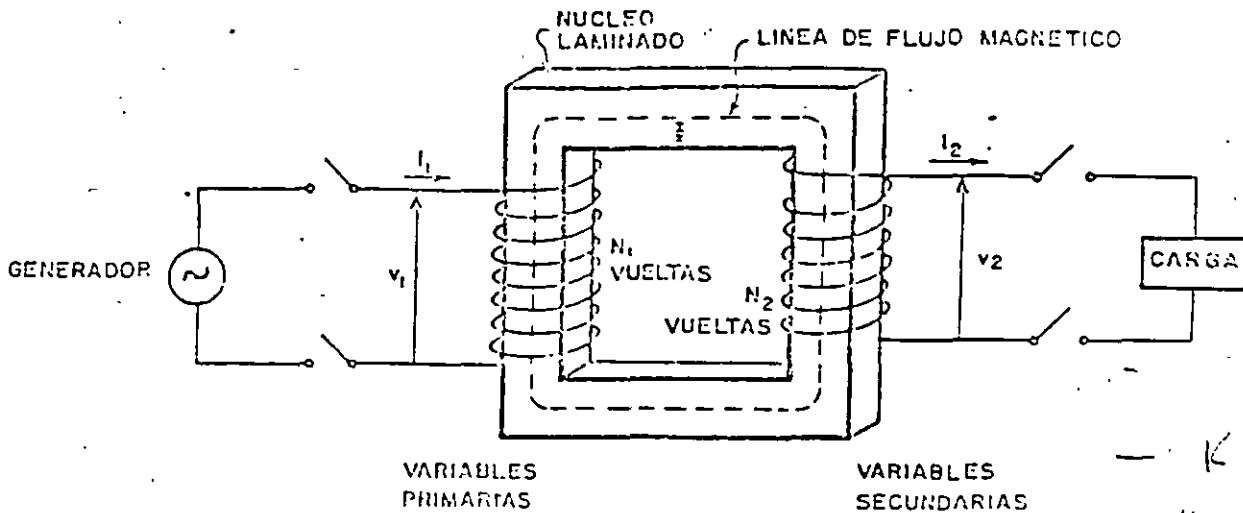 NUCLEO
LAMINADO
LINEA DE FLUJO MAGNETICO
I₁
I₂
GENERADOR
V₁
N₁
VUELTAS
N₂
VUELTAS
V₂
CARGA
VARIABLES
PRIMARIAS
VARIABLES
SECUNDARIAS
K